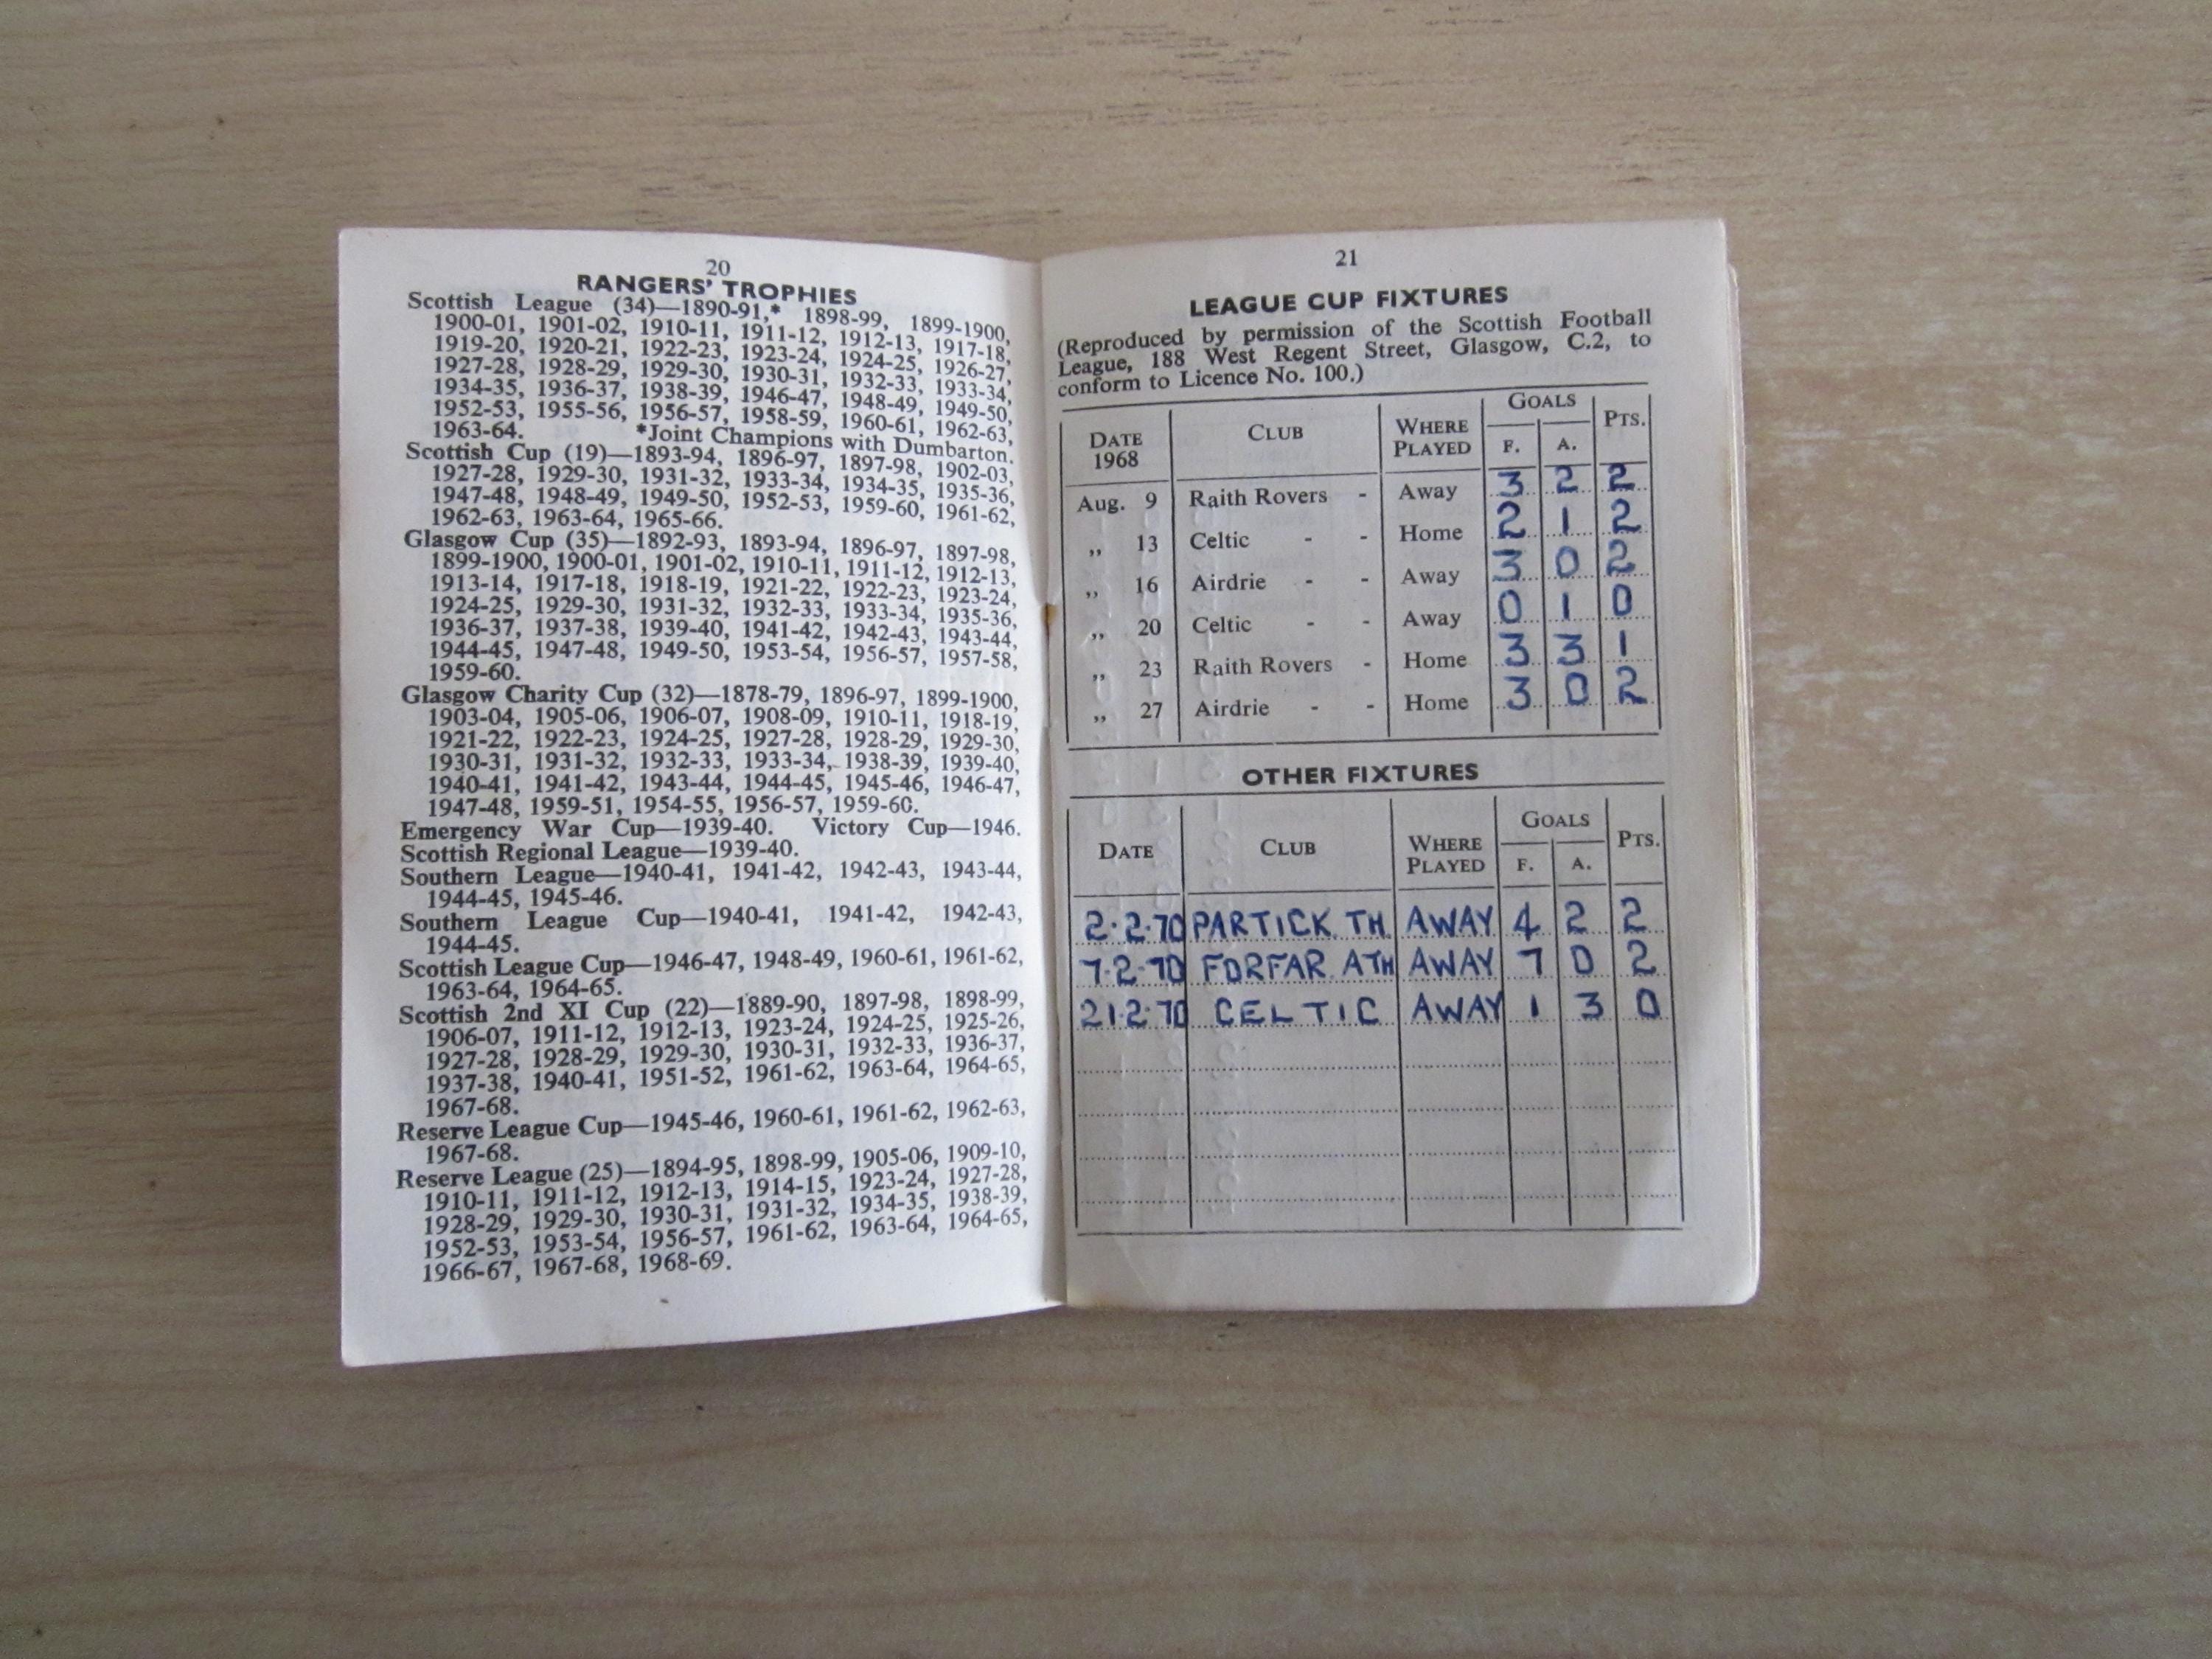 20
RANGERS' TROPHIES
Scottish League (34)—1890-91,* 1898-99, 1899-1900,
1900-01, 1901-02, 1910-11, 1911-12, 1912-13, 1917-18,
1919-20, 1920-21, 1922-23, 1923-24, 1924-25, 1926-27,
1927-28, 1928-29, 1929-30, 1930-31, 1932-33, 1933-34,
1934-35, 1936-37, 1938-39, 1946-47, 1948-49, 1949-50,
1952-53, 1955-56, 1956-57, 1958-59, 1960-61, 1962-63,
1963-64. *Joint Champions with Dumbarton.
Scottish Cup (19)—1893-94, 1896-97, 1897-98, 1902-03,
1927-28, 1929-30, 1931-32, 1933-34, 1934-35, 1935-36,
1947-48, 1948-49, 1949-50, 1952-53, 1959-60, 1961-62,
1962-63, 1963-64, 1965-66.
Glasgow Cup (35)—1892-93, 1893-94, 1896-97, 1897-98,
1899-1900, 1900-01, 1901-02, 1910-11, 1911-12, 1912-13,
1913-14, 1917-18, 1918-19, 1921-22, 1922-23, 1923-24,
1924-25, 1929-30, 1931-32, 1932-33, 1933-34, 1935-36,
1936-37, 1937-38, 1939-40, 1941-42, 1942-43, 1943-44,
1944-45, 1947-48, 1949-50, 1953-54, 1956-57, 1957-58,
1959-60.
Glasgow Charity Cup (32)—1878-79, 1896-97, 1899-1900,
1903-04, 1905-06, 1906-07, 1908-09, 1910-11, 1918-19,
1921-22, 1922-23, 1924-25, 1927-28, 1928-29, 1929-30,
1930-31, 1931-32, 1932-33, 1933-34, 1938-39, 1939-40,
1940-41, 1941-42, 1943-44, 1944-45, 1945-46, 1946-47,
1947-48, 1959-51, 1954-55, 1956-57, 1959-60.
Emergency War Cup—1939-40. Victory Cup—1946.
Scottish Regional League—1939-40.
Southern League—1940-41, 1941-42, 1942-43, 1943-44,
1944-45, 1945-46.
Southern League Cup—1940-41, 1941-42, 1942-43,
1944-45.
Scottish League Cup—1946-47, 1948-49, 1960-61, 1961-62,
1963-64, 1964-65.
Scottish 2nd XI Cup (22)—1889-90, 1897-98, 1898-99,
1906-07, 1911-12, 1912-13, 1923-24, 1924-25, 1925-26,
1927-28, 1928-29, 1929-30, 1930-31, 1932-33, 1936-37,
1937-38, 1940-41, 1951-52, 1961-62, 1963-64, 1964-65,
1967-68.
Reserve League Cup—1945-46, 1960-61, 1961-62, 1962-63,
1967-68.
Reserve League (25)—1894-95, 1898-99, 1905-06, 1909-10,
1910-11, 1911-12, 1912-13, 1914-15, 1923-24, 1927-28,
1928-29, 1929-30, 1930-31, 1931-32, 1934-35, 1938-39,
1952-53, 1953-54, 1956-57, 1961-62, 1963-64, 1964-65,
1966-67, 1967-68, 1968-69.
21
LEAGUE CUP FIXTURES
(Reproduced by permission of the Scottish Football
League, 188 West Regent Street, Glasgow, C.2, to
conform to Licence No. 100.)
DATE 1968 CLUB WHERE PLAYED GOALS F. A. PTS.
Aug. 9 Raith Rovers - Away 3 2 2
,, 13 Celtic - - Home 2 1 2
,, 16 Airdrie - - Away 3 0 2
,, 20 Celtic - - Away 0 1 0
,, 23 Raith Rovers - Home 3 3 1
,, 27 Airdrie - - Home 3 0 2
OTHER FIXTURES
DATE CLUB WHERE PLAYED GOALS F. A. PTS.
2·2·70 PARTICK TH AWAY 4 2 2
7·2·70 FORFAR ATH AWAY 7 0 2
21·2·70 CELTIC AWAY 1 3 0